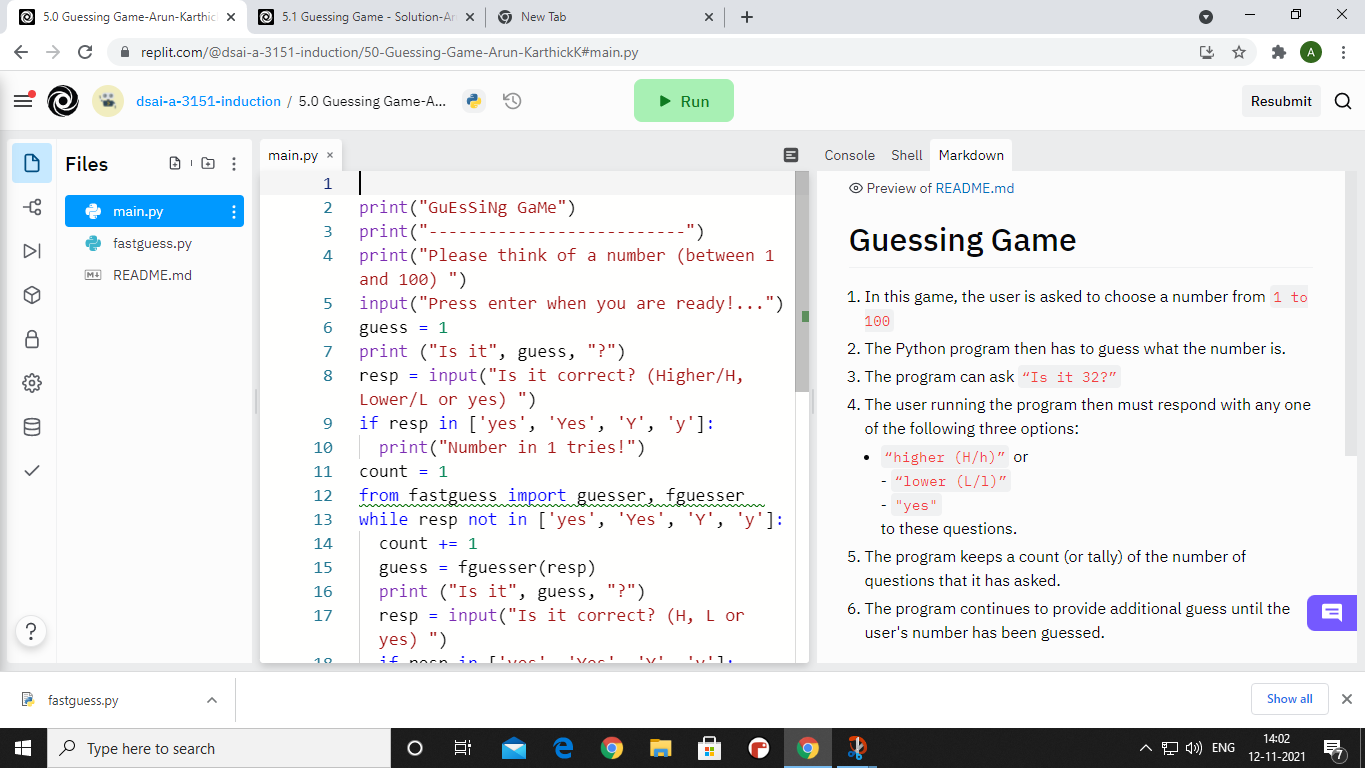 5.0 Guessing Game-Arun-Karthic
5.1 Guessing Game - Solution-Ar
New Tab
replit.com/@dsai-a-3151-induction/50-Guessing-Game-Arun-KarthickK#main.py
A
dsai-a-3151-induction / 5.0 Guessing Game-A...
Run
Resubmit
Files
main.py
fastguess.py
README.md
main.py
1
2 print("GuEsSiNg GaMe")
3 print("--------------------------")
4 print("Please think of a number (between 1
and 100) ")
5 input("Press enter when you are ready!...")
6 guess = 1
7 print ("Is it", guess, "?")
8 resp = input("Is it correct? (Higher/H,
Lower/L or yes) ")
9 if resp in ['yes', 'Yes', 'Y', 'y']:
10 print("Number in 1 tries!")
11 count = 1
12 from fastguess import guesser, fguesser
13 while resp not in ['yes', 'Yes', 'Y', 'y']:
14 count += 1
15 guess = fguesser(resp)
16 print ("Is it", guess, "?")
17 resp = input("Is it correct? (H, L or
yes) ")
18 if resp in ['yes', 'Yes', 'Y', 'y']:
Console Shell Markdown
Preview of README.md
Guessing Game
1. In this game, the user is asked to choose a number from 1 to
100
2. The Python program then has to guess what the number is.
3. The program can ask “Is it 32?”
4. The user running the program then must respond with any one
of the following three options:
• “higher (H/h)” or
- “lower (L/l)”
- "yes"
to these questions.
5. The program keeps a count (or tally) of the number of
questions that it has asked.
6. The program continues to provide additional guess until the
user's number has been guessed.
?
fastguess.py
Show all
Type here to search
ENG
14:02
12-11-2021
7